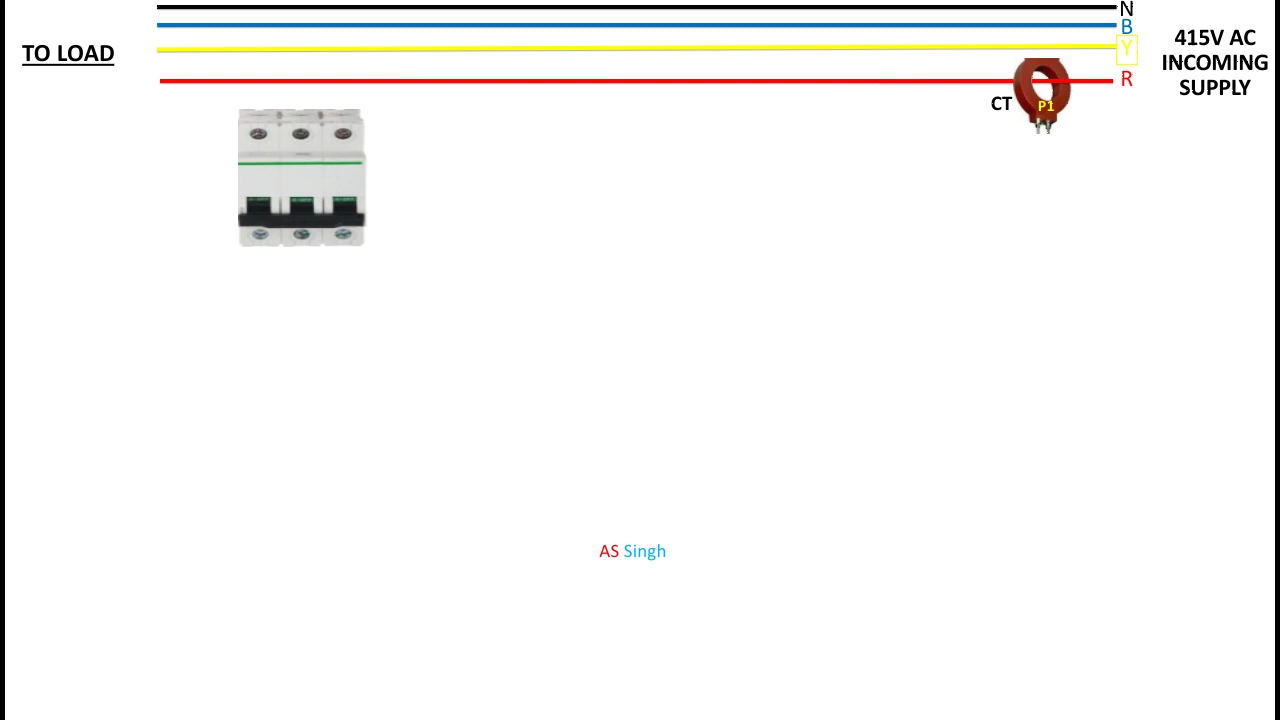 N
B
Y
R
TO LOAD
415V AC
INCOMING
SUPPLY
CT
P1
AS Singh